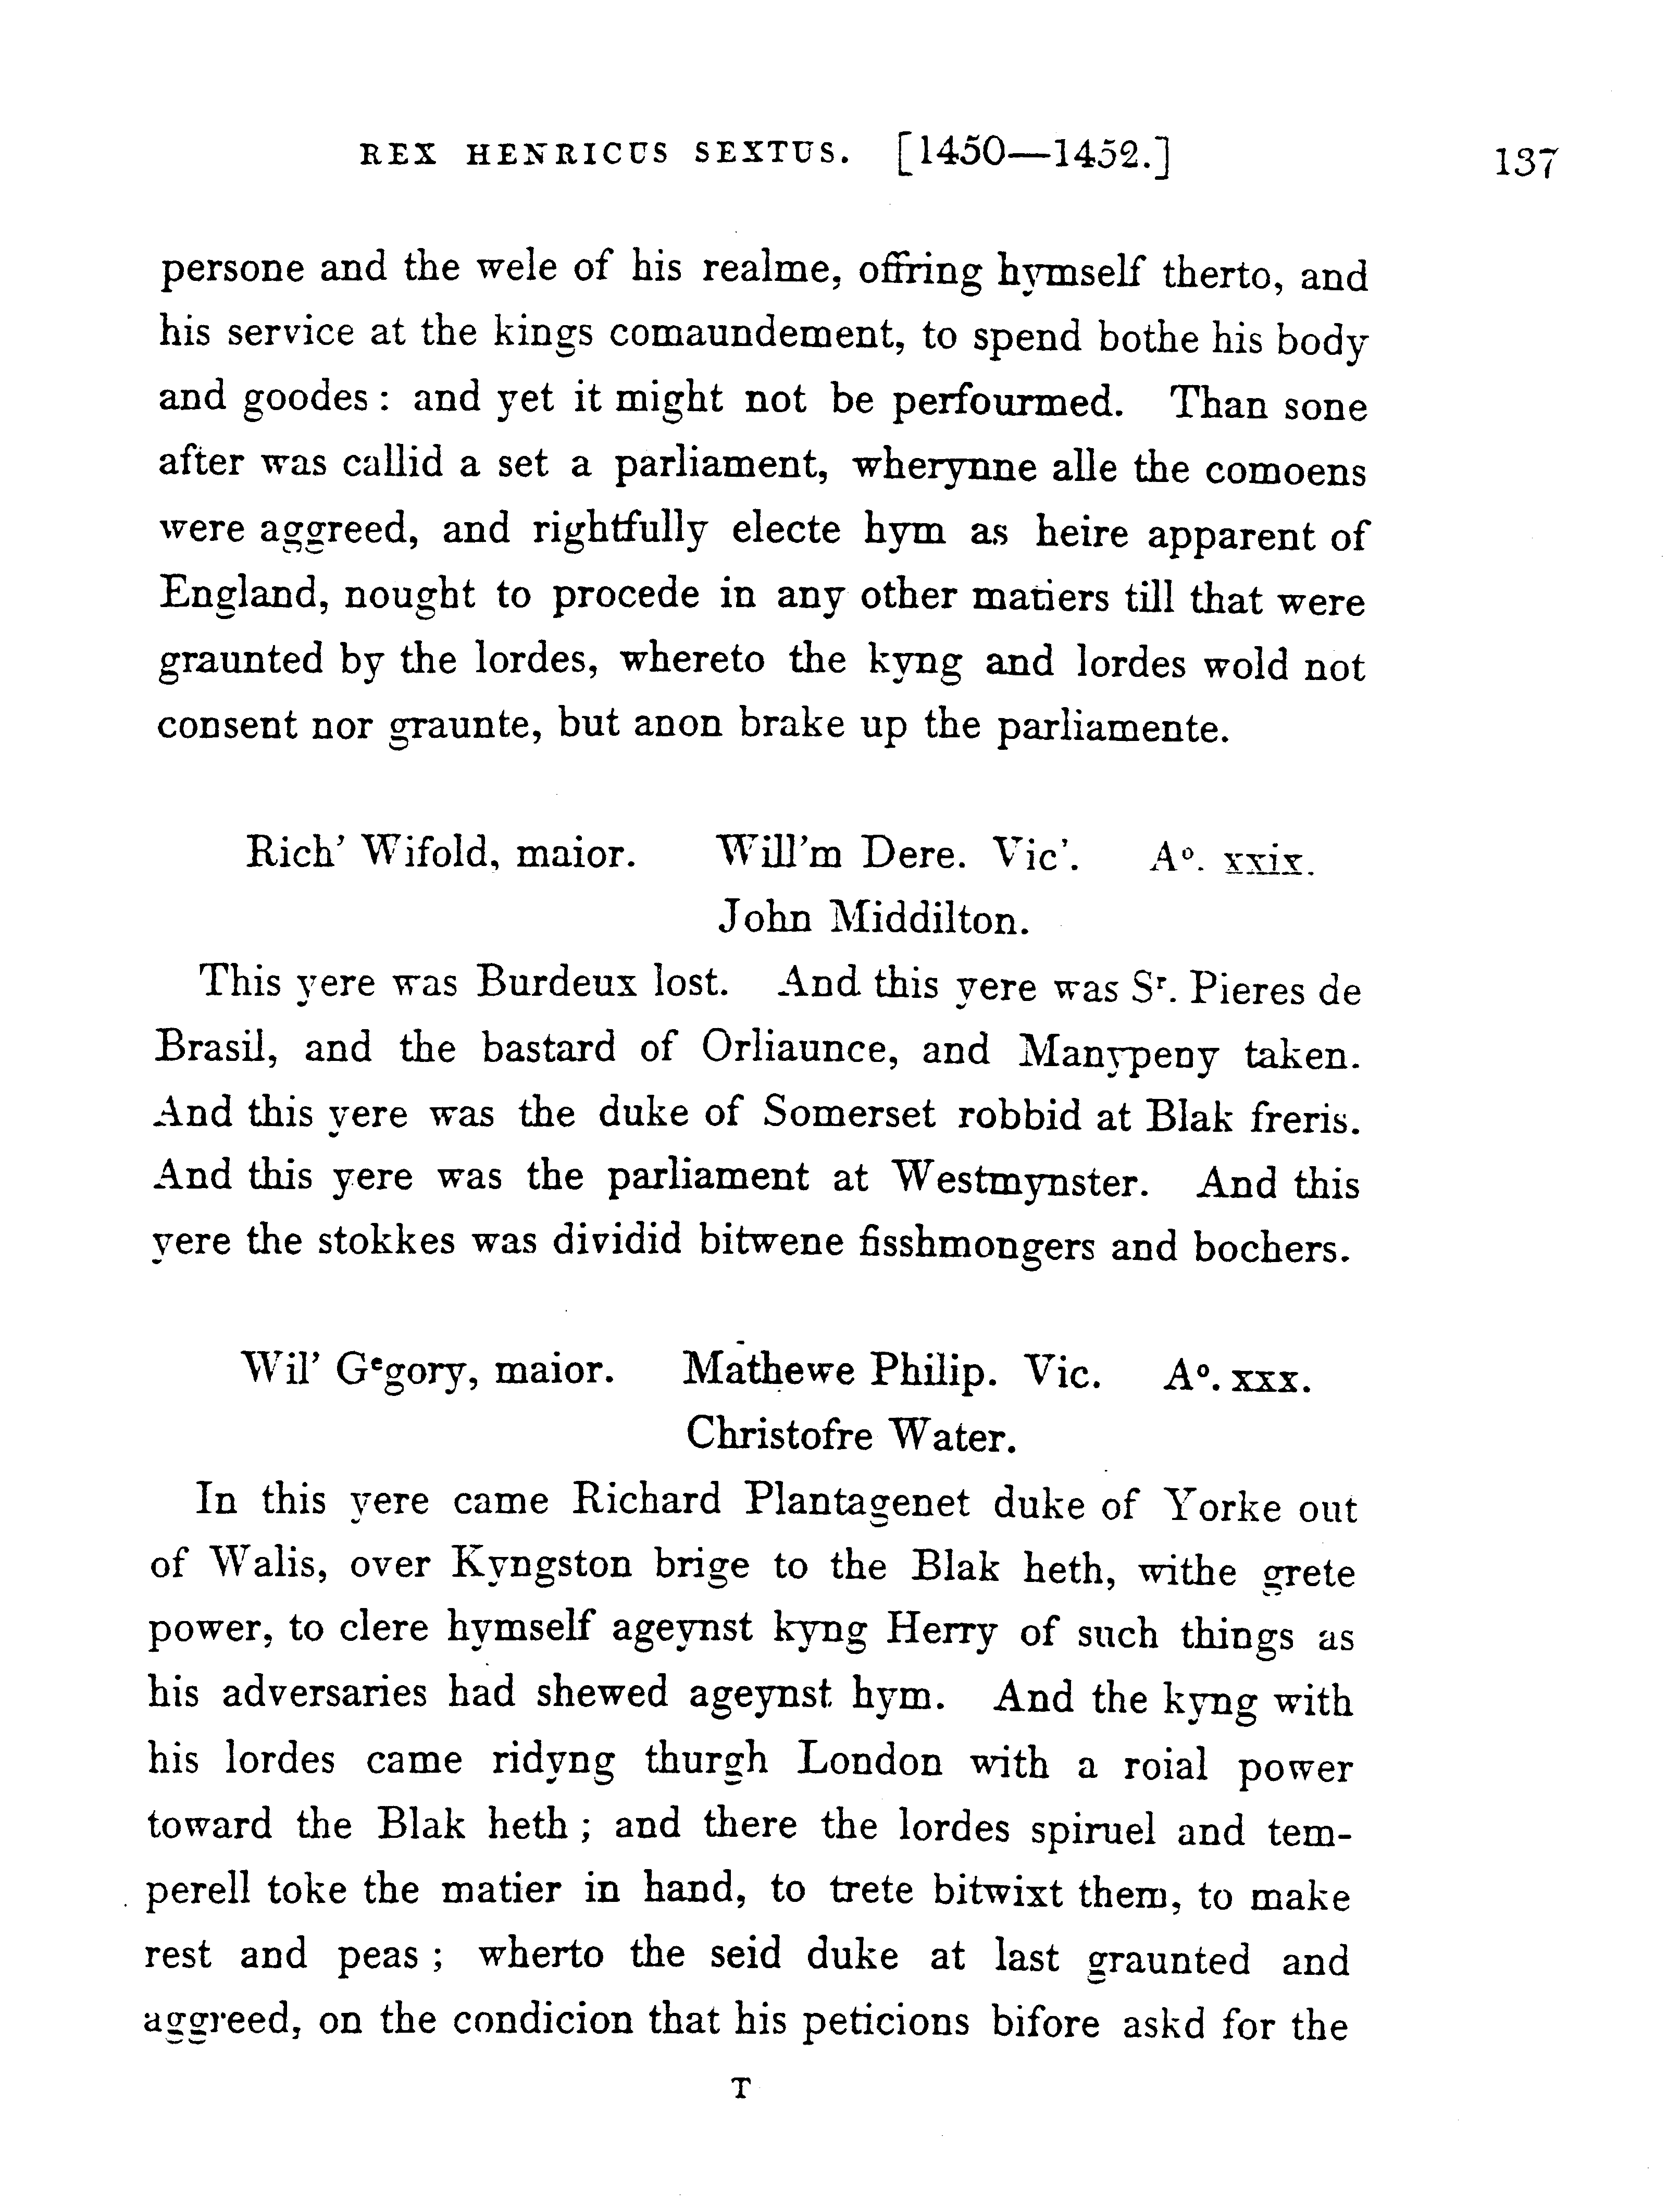 REX HENRICUS SEXTUS. [1450—1452.] 137
persone and the wele of his realme, offring hymself therto, and
his service at the kings comaundement, to spend bothe his body
and goodes : and yet it might not be perfourmed. Than sone
after was callid a set a parliament, wherynne alle the comoens
were aggreed, and rightfully electe hym as heire apparent of
England, nought to procede in any other matiers till that were
graunted by the lordes, whereto the kyng and lordes wold not
consent nor graunte, but anon brake up the parliamente.
Rich' Wifold, maior. Will'm Dere. Vic'. Aº. xxix.
John Middilton.
This yere was Burdeux lost. And this yere was Sʳ. Pieres de
Brasil, and the bastard of Orliaunce, and Manypeny taken.
And this yere was the duke of Somerset robbid at Blak freris.
And this yere was the parliament at Westmynster. And this
yere the stokkes was dividid bitwene fisshmongers and bochers.
Wil' Gᵉgory, maior. Mathewe Philip. Vic. Aº. xxx.
Christofre Water.
In this yere came Richard Plantagenet duke of Yorke out
of Walis, over Kyngston brige to the Blak heth, withe grete
power, to clere hymself ageynst kyng Herry of such things as
his adversaries had shewed ageynst hym. And the kyng with
his lordes came ridyng thurgh London with a roial power
toward the Blak heth ; and there the lordes spiruel and tem-
perell toke the matier in hand, to trete bitwixt them, to make
rest and peas ; wherto the seid duke at last graunted and
aggreed, on the condicion that his peticions bifore askd for the
T